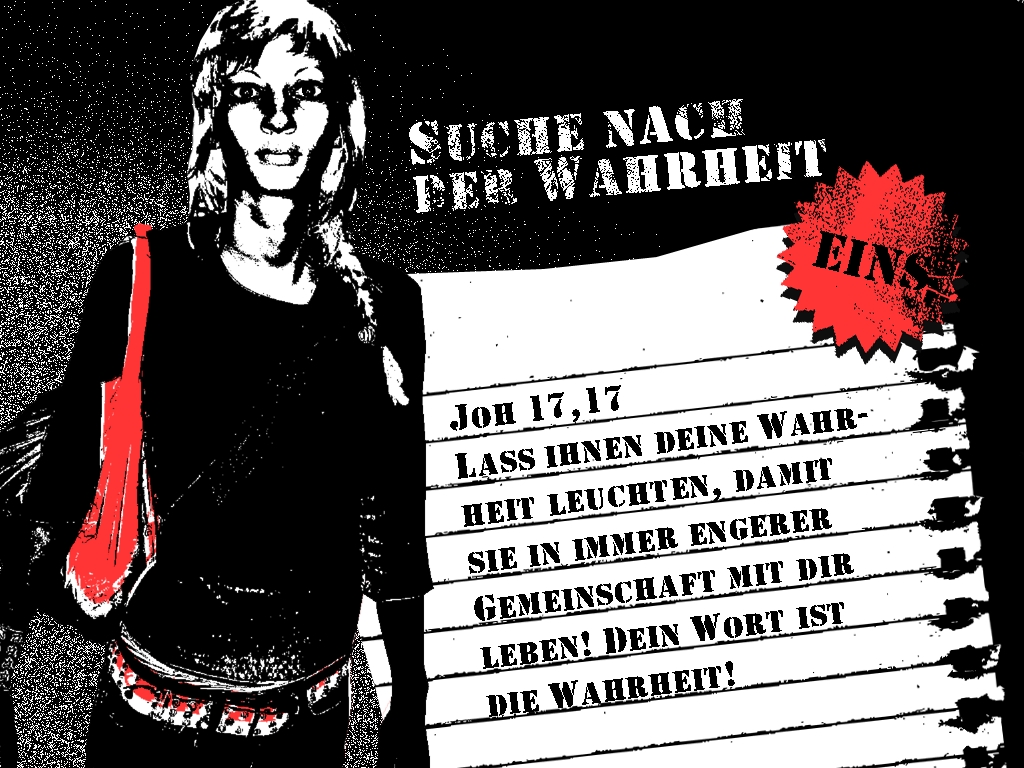 SUCHE NACH
DER WAHRHEIT
EINS
JOH 17,17
LASS IHNEN DEINE WAHR-
HEIT LEUCHTEN, DAMIT
SIE IN IMMER ENGERER
GEMEINSCHAFT MIT DIR
LEBEN! DEIN WORT IST
DIE WAHRHEIT!